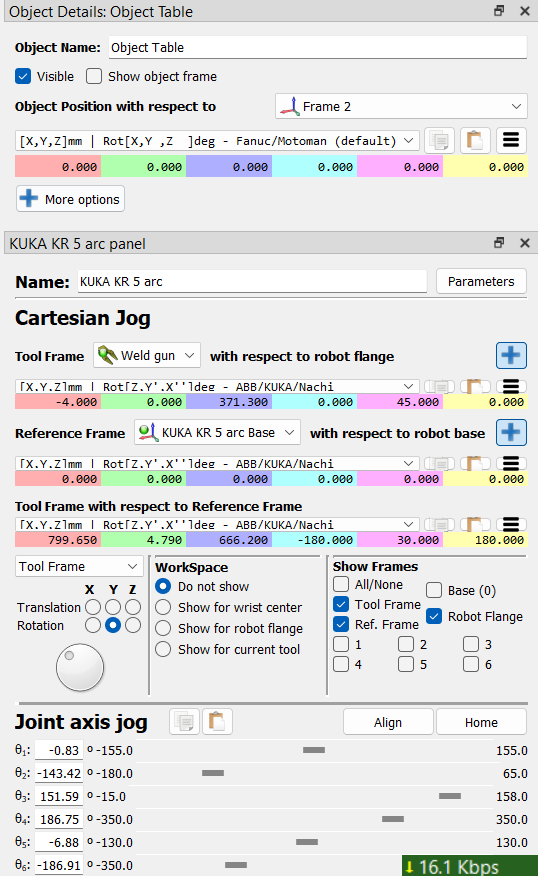 Object Details: Object Table
Object Name: Object Table
Visible Show object frame
Object Position with respect to Frame 2
[X,Y,Z]mm | Rot[X,Y ,Z  ]deg - Fanuc/Motoman (default)
0.000 0.000 0.000 0.000 0.000 0.000
More options
KUKA KR 5 arc panel
Name: KUKA KR 5 arc Parameters
Cartesian Jog
Tool Frame Weld gun with respect to robot flange
[X,Y,Z]mm | Rot[Z,Y',X'']deg - ABB/KUKA/Nachi
-4.000 0.000 371.300 0.000 45.000 0.000
Reference Frame KUKA KR 5 arc Base with respect to robot base
[X,Y,Z]mm | Rot[Z,Y',X'']deg - ABB/KUKA/Nachi
0.000 0.000 0.000 0.000 0.000 0.000
Tool Frame with respect to Reference Frame
[X,Y,Z]mm | Rot[Z,Y',X'']deg - ABB/KUKA/Nachi
799.650 4.790 666.200 -180.000 30.000 180.000
Tool Frame
X Y Z
Translation
Rotation
WorkSpace
Do not show
Show for wrist center
Show for robot flange
Show for current tool
Show Frames
All/None Base (0)
Tool Frame Robot Flange
Ref. Frame
1 2 3
4 5 6
Joint axis jog Align Home
θ₁: -0.83 º -155.0 155.0
θ₂: -143.42 º -180.0 65.0
θ₃: 151.59 º -15.0 158.0
θ₄: 186.75 º -350.0 350.0
θ₅: -6.88 º -130.0 130.0
θ₆: -186.91 º -350.0
16.1 Kbps